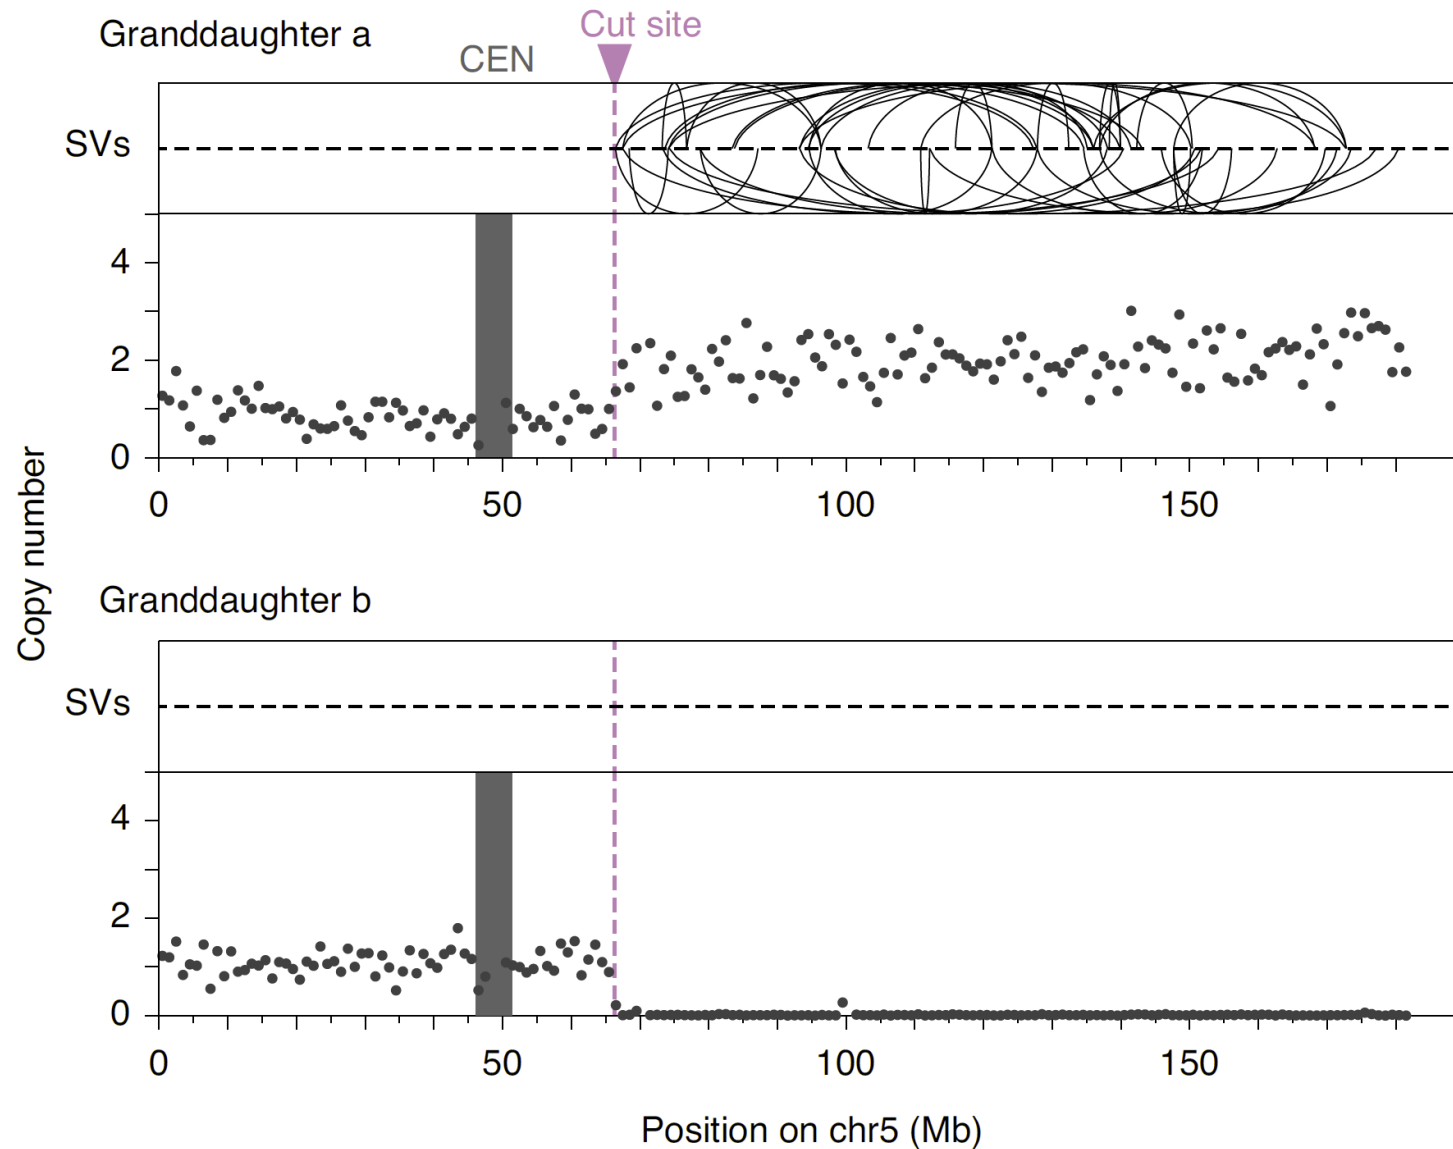 Granddaughter a
Cut site
CEN
SVs
4
2
0
0 50 100 150
Copy number
Granddaughter b
SVs
4
2
0
0 50 100 150
Position on chr5 (Mb)